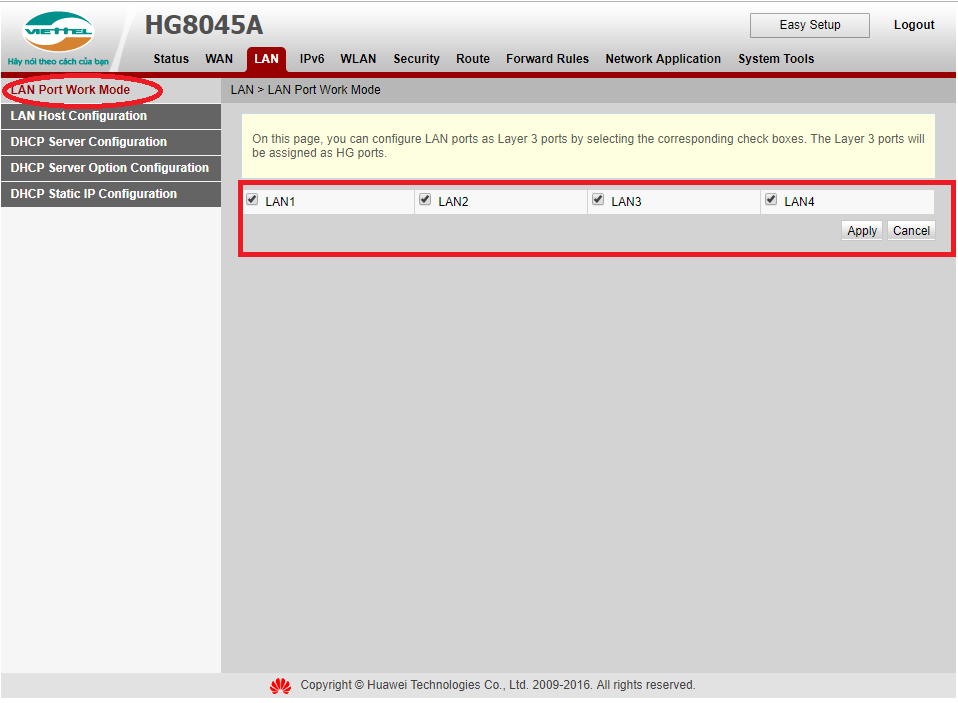 VIETTEL
Hãy nói theo cách của bạn
HG8045A
Easy Setup
Logout
Status WAN LAN IPv6 WLAN Security Route Forward Rules Network Application System Tools
LAN Port Work Mode
LAN Host Configuration
DHCP Server Configuration
DHCP Server Option Configuration
DHCP Static IP Configuration
LAN > LAN Port Work Mode
On this page, you can configure LAN ports as Layer 3 ports by selecting the corresponding check boxes. The Layer 3 ports will
be assigned as HG ports.
LAN1 LAN2 LAN3 LAN4
Apply Cancel
Copyright © Huawei Technologies Co., Ltd. 2009-2016. All rights reserved.